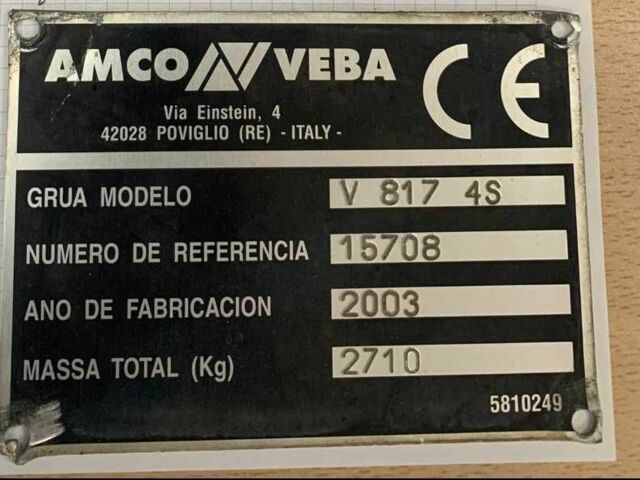 AMCO VEBA CE
Via Einstein, 4
42028 POVIGLIO (RE) - ITALY -
GRUA MODELO V 817 4S
NUMERO DE REFERENCIA 15708
ANO DE FABRICACION 2003
MASSA TOTAL (Kg) 2710
5810249